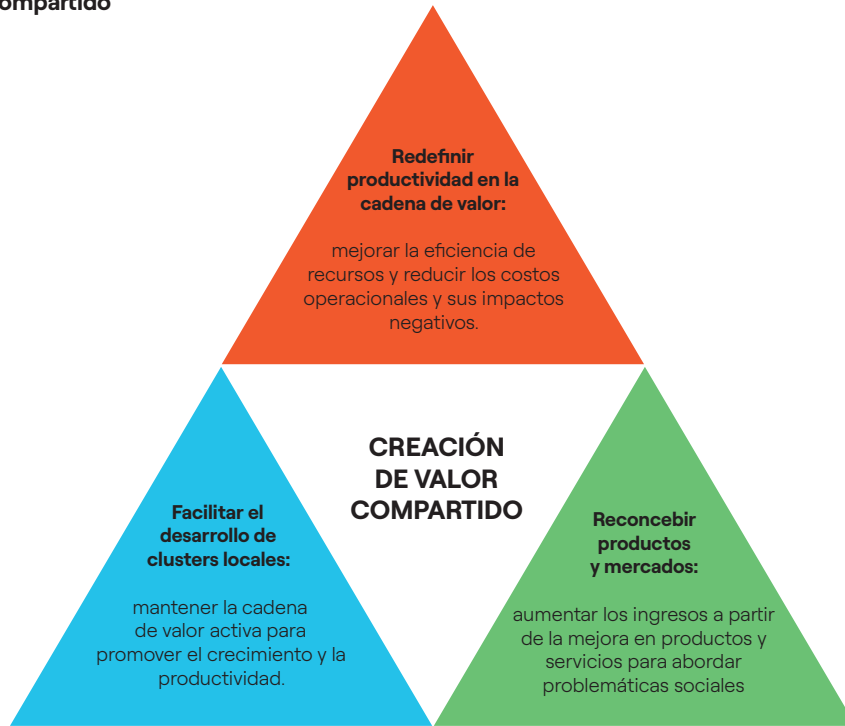 compartido
Redefinir
productividad en la
cadena de valor:
mejorar la eficiencia de
recursos y reducir los costos
operacionales y sus impactos
negativos.
CREACIÓN
DE VALOR
COMPARTIDO
Facilitar el
desarrollo de
clusters locales:
mantener la cadena
de valor activa para
promover el crecimiento y la
productividad.
Reconcebir
productos
y mercados:
aumentar los ingresos a partir
de la mejora en productos y
servicios para abordar
problemáticas sociales